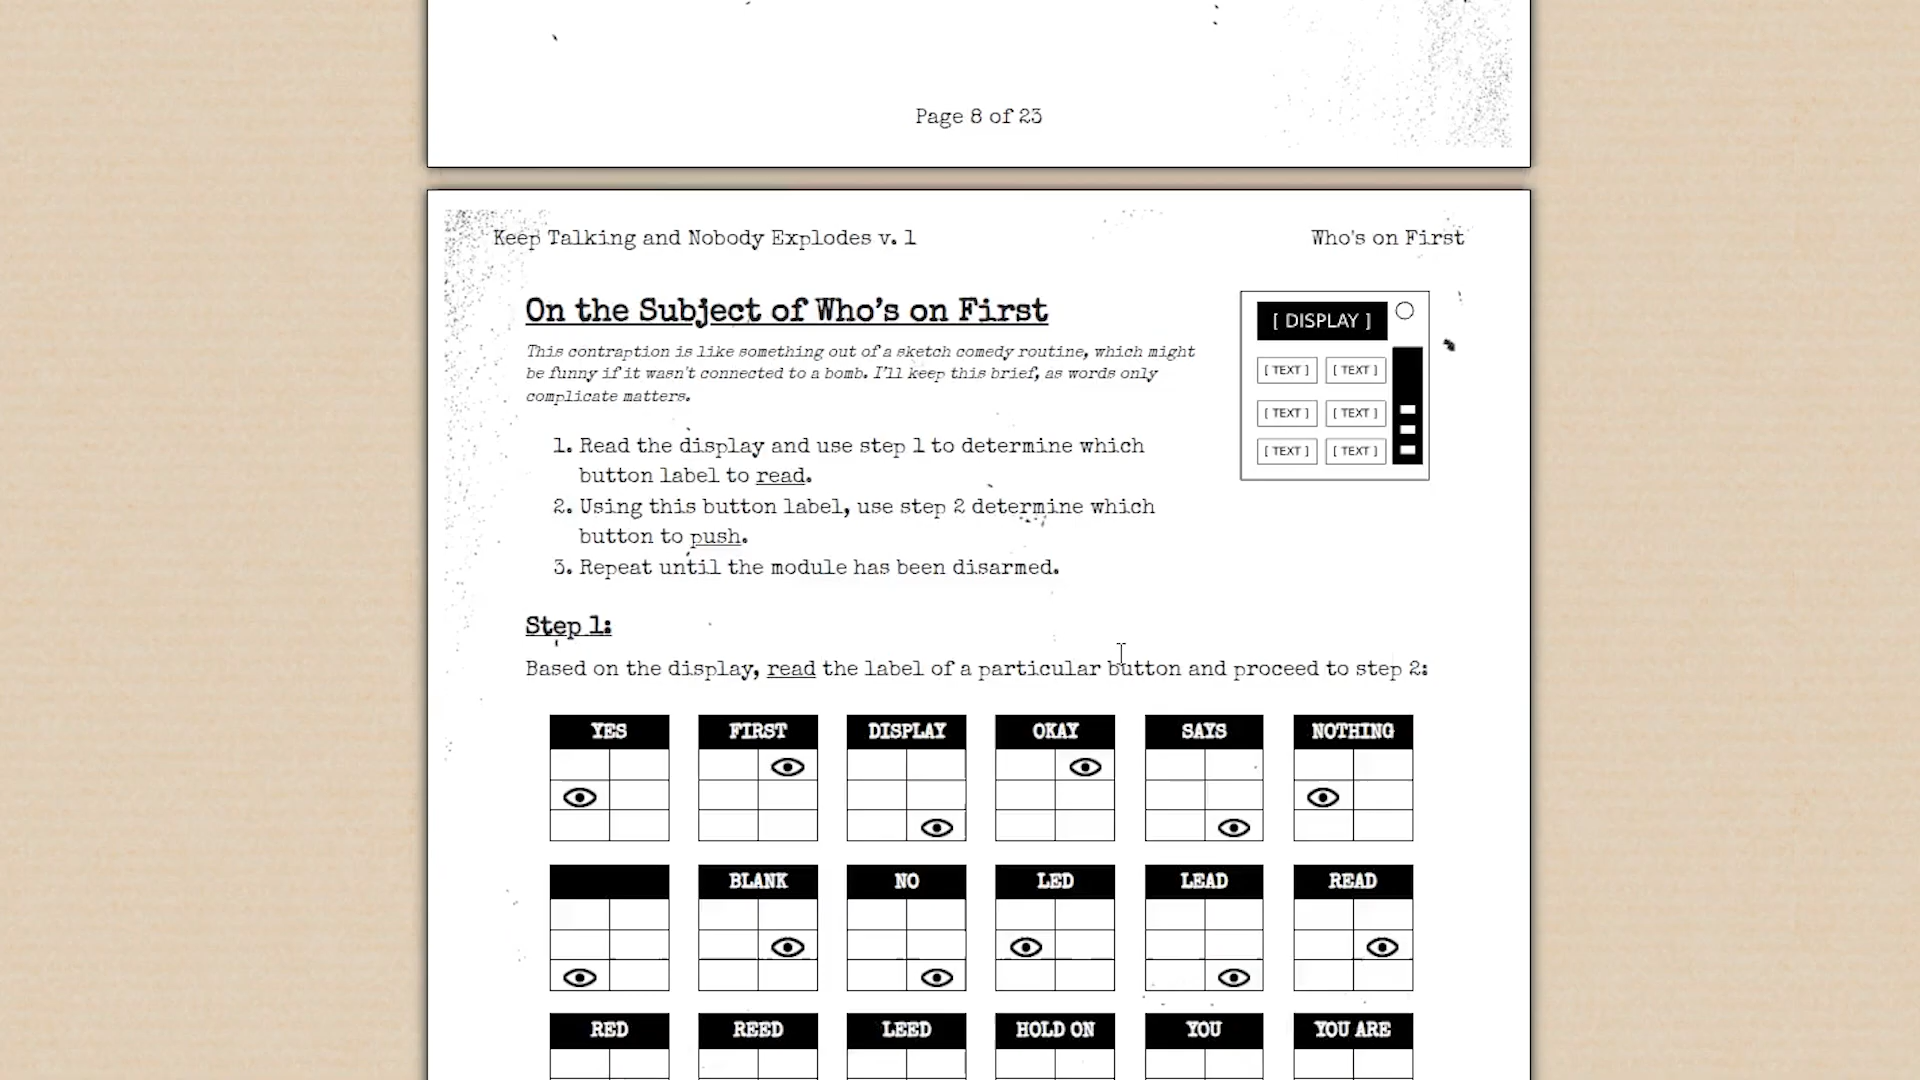 Page 8 of 23
Keep Talking and Nobody Explodes v. 1
Who's on First
On the Subject of Who's on First
This contraption is like something out of a sketch comedy routine, which might
be funny if it wasn't connected to a bomb. I'll keep this brief, as words only
complicate matters.
[ DISPLAY ]
[ TEXT ] [ TEXT ]
[ TEXT ] [ TEXT ]
[ TEXT ] [ TEXT ]
1. Read the display and use step 1 to determine which
button label to read.
2. Using this button label, use step 2 determine which
button to push.
3. Repeat until the module has been disarmed.
Step 1:
Based on the display, read the label of a particular button and proceed to step 2:
YES FIRST DISPLAY OKAY SAYS NOTHING
BLANK NO LED LEAD READ
RED REED LEED HOLD ON YOU YOU ARE